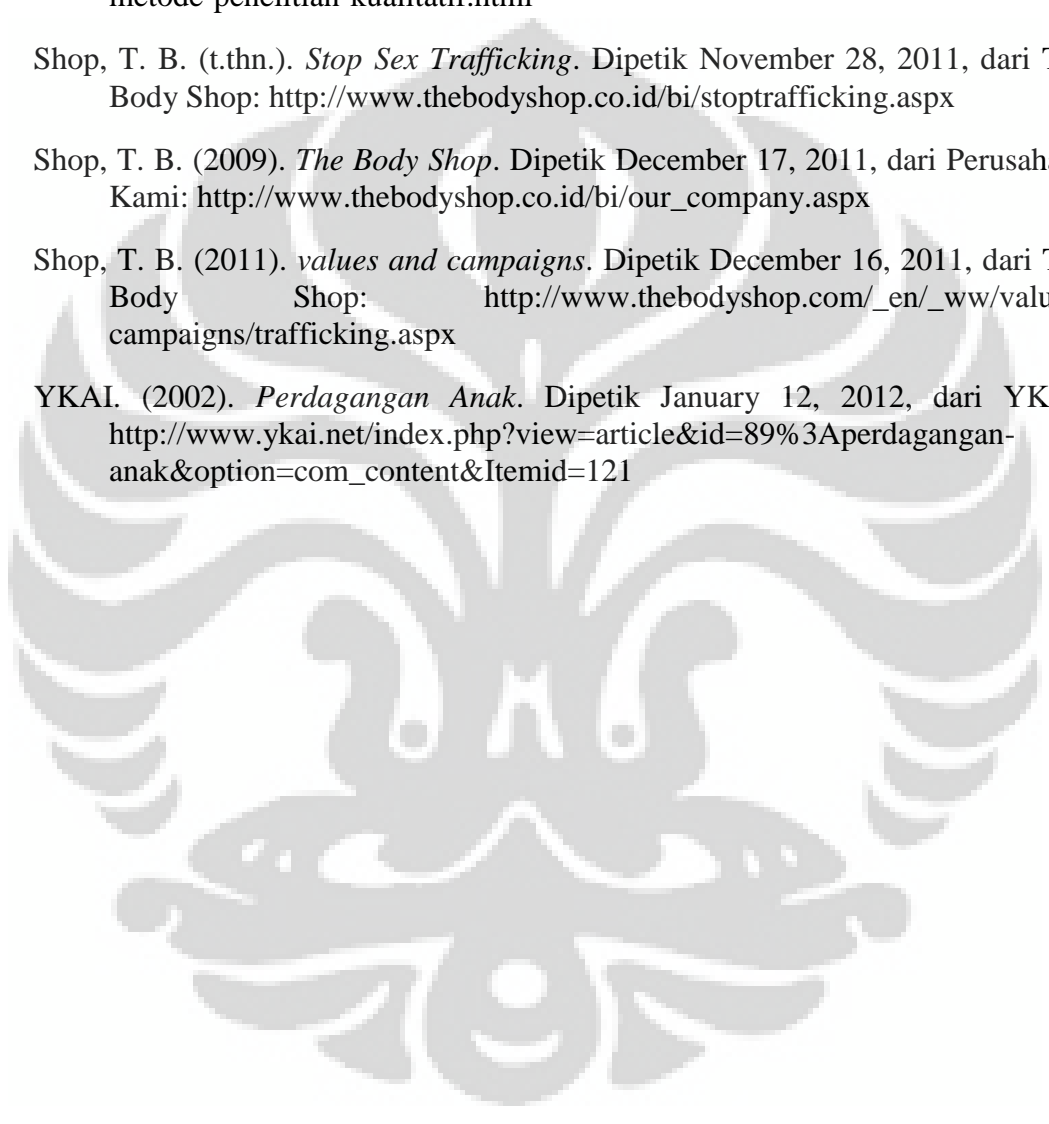 metode-penelitian-kualitatif.html
Shop, T. B. (t.thn.). Stop Sex Trafficking. Dipetik November 28, 2011, dari T
Body Shop: http://www.thebodyshop.co.id/bi/stoptrafficking.aspx
Shop, T. B. (2009). The Body Shop. Dipetik December 17, 2011, dari Perusaha
Kami: http://www.thebodyshop.co.id/bi/our_company.aspx
Shop, T. B. (2011). values and campaigns. Dipetik December 16, 2011, dari T
Body Shop: http://www.thebodyshop.com/_en/_ww/valu
campaigns/trafficking.aspx
YKAI. (2002). Perdagangan Anak. Dipetik January 12, 2012, dari YK
http://www.ykai.net/index.php?view=article&id=89%3Aperdagangan-
anak&option=com_content&Itemid=121